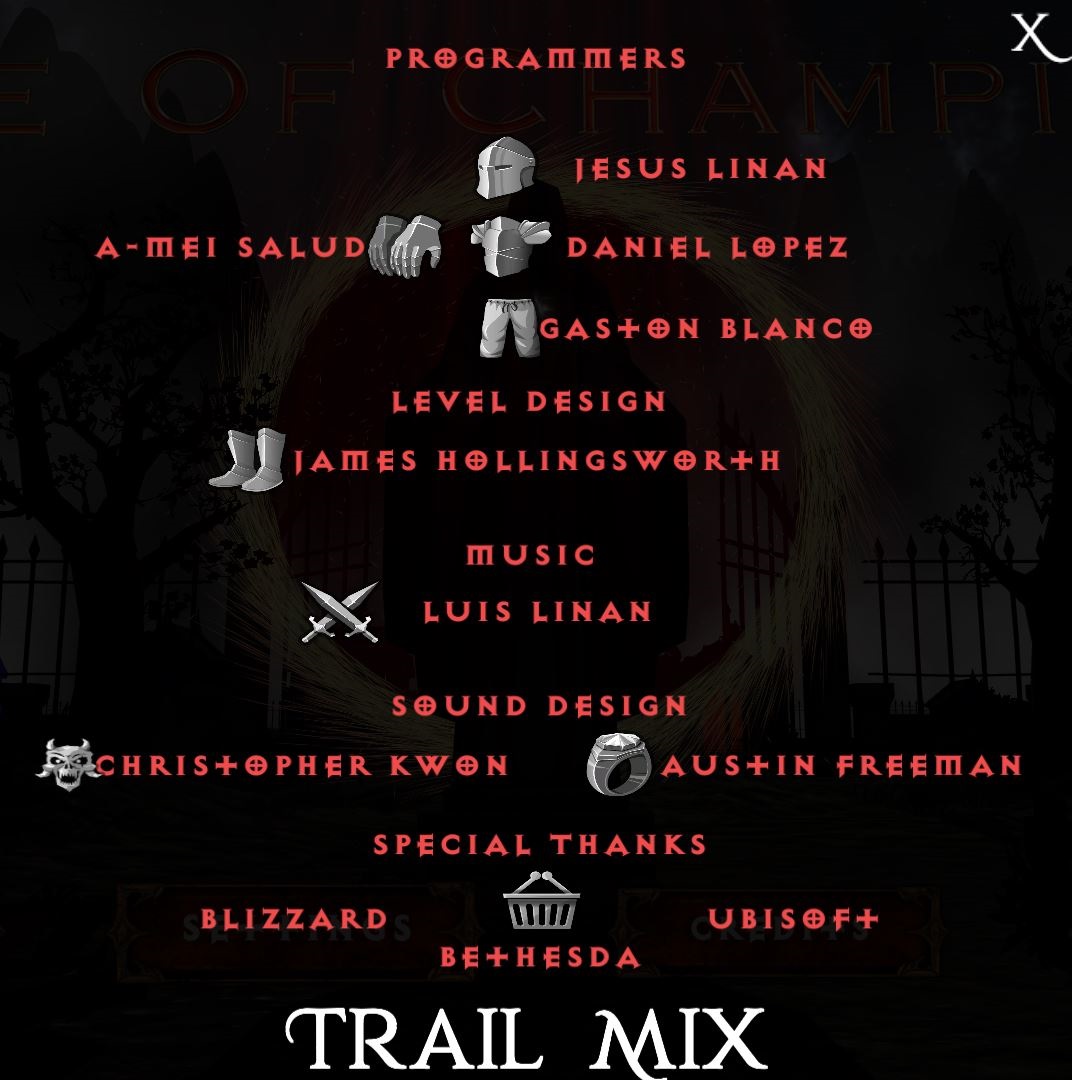 X
PROGRAMMERS
E OF CHAMPI
JESUS LINAN
A-MEI SALUD DANIEL LOPEZ
GASTON BLANCO
LEVEL DESIGN
JAMES HOLLINGSWORTH
MUSIC
LUIS LINAN
SOUND DESIGN
CHRISTOPHER KWON AUSTIN FREEMAN
SPECIAL THANKS
BLIZZARD UBISOFT
SETTINGS CREDITS
BETHESDA
TRAIL MIX